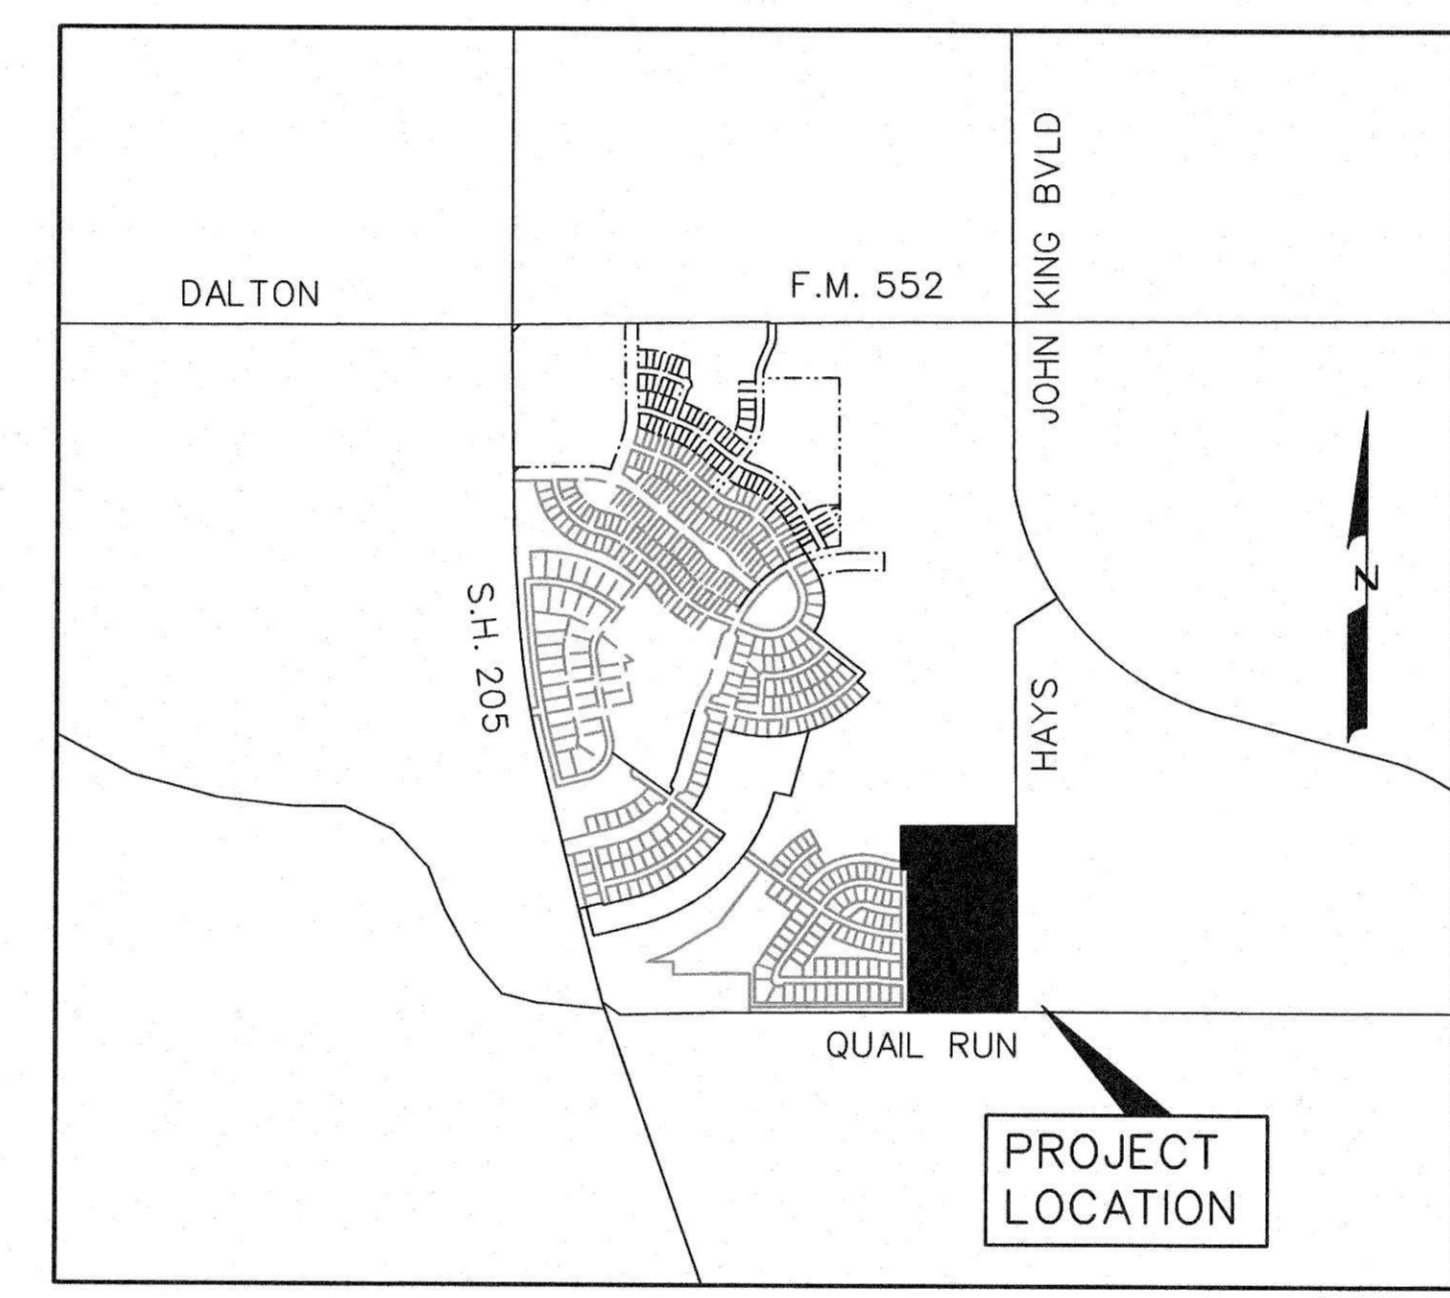 JOHN KING BVLD
DALTON
F.M. 552
N
S.H. 205
HAYS
QUAIL RUN
PROJECT
LOCATION